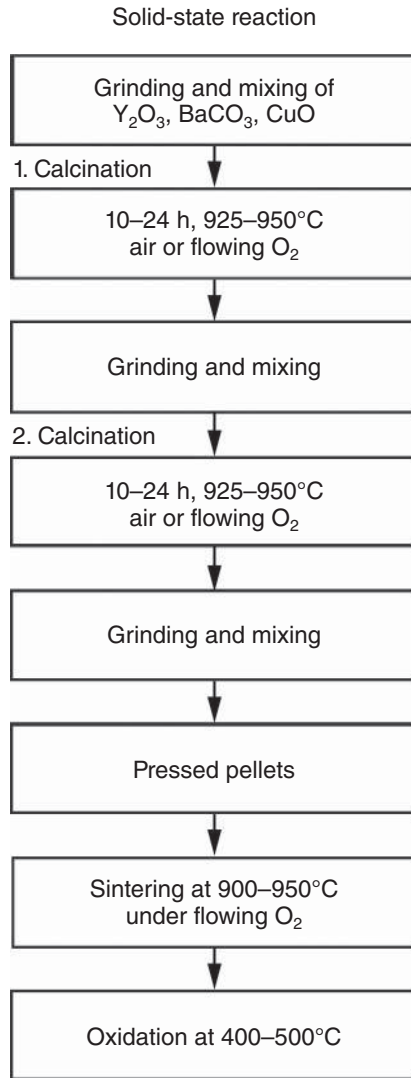 Solid-state reaction
Grinding and mixing of
Y₂O₃, BaCO₃, CuO
1. Calcination
10–24 h, 925–950°C
air or flowing O₂
Grinding and mixing
2. Calcination
10–24 h, 925–950°C
air or flowing O₂
Grinding and mixing
Pressed pellets
Sintering at 900–950°C
under flowing O₂
Oxidation at 400–500°C